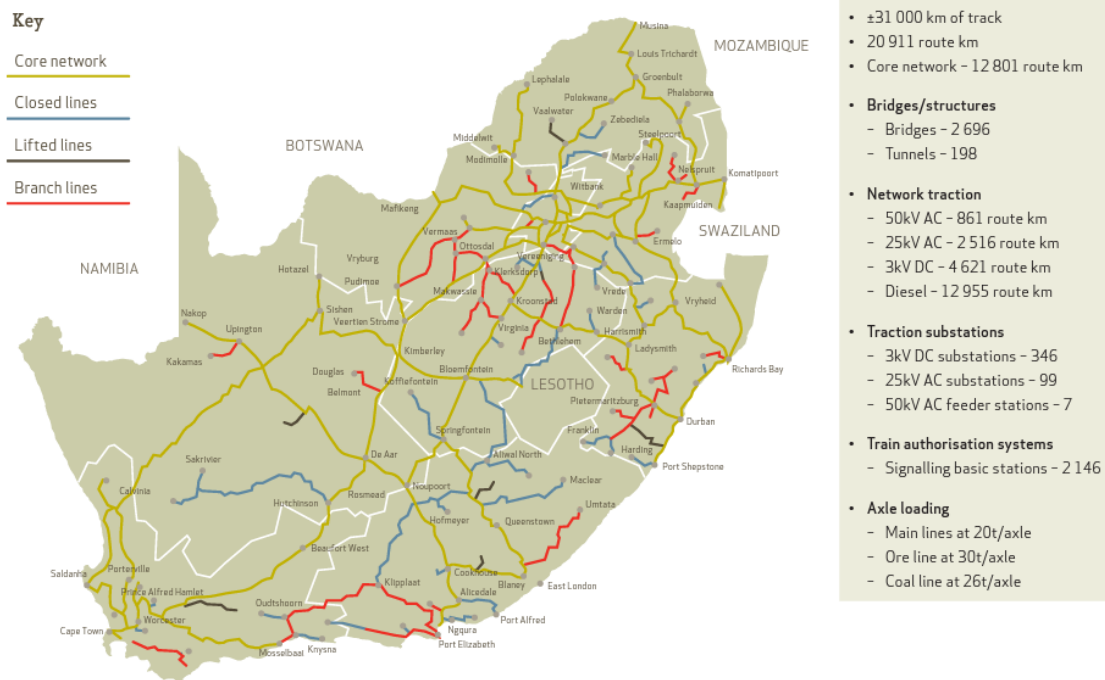 Key
Core network
Closed lines
Lifted lines
Branch lines
Musina
MOZAMBIQUE
Louis Trichardt
Groenbult
Lephalale
Phalaborwa
Polokwane
Vaalwater
Zebediela
Steelpoort
Middelwit
BOTSWANA
Modimolle
Marble Hall
Nelspruit
Komatipoort
Witbank
Kaapmuiden
Mafikeng
SWAZILAND
Vermaas
Ermelo
Ottosdal
Vereeniging
Vryburg
NAMIBIA
Hotazel
Klerksdorp
Pudimoe
Makwassie
Vrede
Kroonstad
Vryheid
Nakop
Sishen
Warden
Veertien Strome
Virginia
Harrismith
Upington
Bethlehem
Ladysmith
Kimberley
Kakamas
Richards Bay
Douglas
Bloemfontein
Koffiefontein
LESOTHO
Belmont
Pietermaritzburg
Durban
Springfontein
Franklin
Harding
Aliwal North
De Aar
Port Shepstone
Sakrivier
Noupoort
Maclear
Calvinia
Rosmead
Hutchinson
Umtata
Hofmeyer
Queenstown
Beaufort West
Saldanha
Porterville
Cookhouse
Klipplaat
Blaney
East London
Prince Alfred Hamlet
Alicedale
Oudtshoorn
Worcester
Port Alfred
Cape Town
Ngqura
Knysna
Port Elizabeth
Mosselbaai
• ±31 000 km of track
• 20 911 route km
• Core network – 12 801 route km
• Bridges/structures
– Bridges – 2 696
– Tunnels – 198
• Network traction
– 50kV AC – 861 route km
– 25kV AC – 2 516 route km
– 3kV DC – 4 621 route km
– Diesel – 12 955 route km
• Traction substations
– 3kV DC substations – 346
– 25kV AC substations – 99
– 50kV AC feeder stations – 7
• Train authorisation systems
– Signalling basic stations – 2 146
• Axle loading
– Main lines at 20t/axle
– Ore line at 30t/axle
– Coal line at 26t/axle